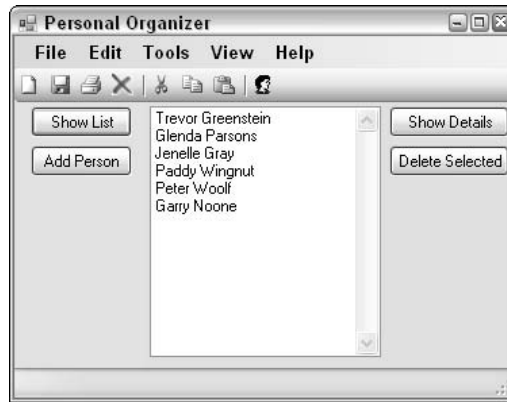 Personal Organizer
File Edit Tools View Help
Show List
Add Person
Trevor Greenstein
Glenda Parsons
Jenelle Gray
Paddy Wingnut
Peter Woolf
Garry Noone
Show Details
Delete Selected